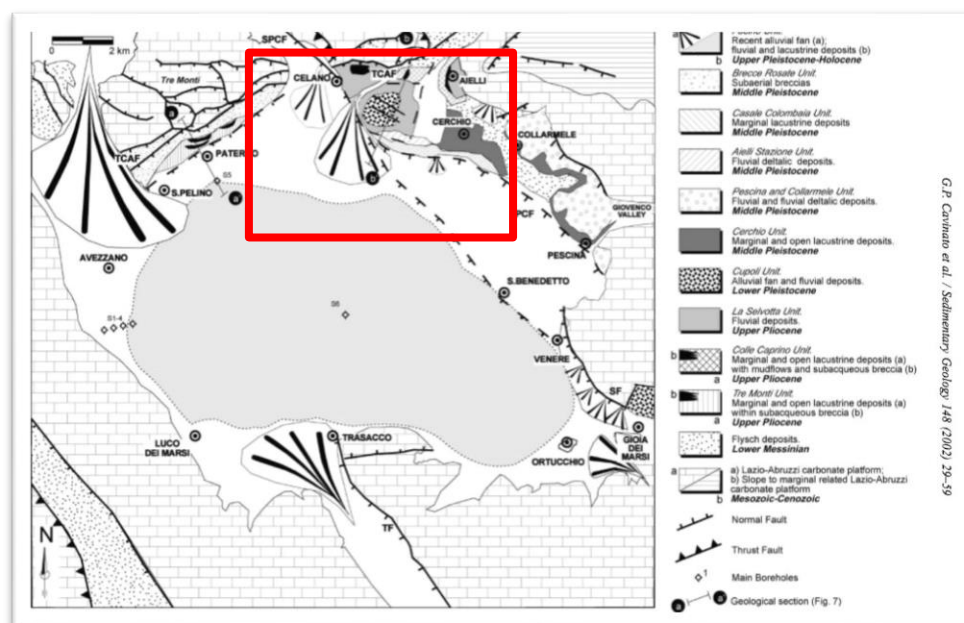 0 2 km
SPCF
b
Tre Monti
CELANO
TCAF
AIELLI
a
CERCHIO
COLLARMELE
TCAF
PATERNO
b
S5
S.PELINO
a
PCF
GIOVENCO
VALLEY
AVEZZANO
PESCINA
S.BENEDETTO
S1-4
S6
VENERE
SF
LUCO
DEI MARSI
TRASACCO
GIOIA
DEI
MARSI
ORTUCCHIO
N
TF
a
Recent alluvial fan (a);
fluvial and lacustrine deposits (b)
b Upper Pleistocene-Holocene
Brecce Rosate Unit.
Subaerial breccias
Middle Pleistocene
Casale Colombaia Unit.
Marginal lacustrine deposits
Middle Pleistocene
Aielli Stazione Unit.
Fluvial deltalic deposits.
Middle Pleistocene
Pescina and Collarmele Unit.
Fluvial and fluvial deltalic deposits.
Middle Pleistocene
Cerchio Unit.
Marginal and open lacustrine deposits.
Middle Pleistocene
Cupoli Unit.
Alluvial fan and fluvial deposits.
Lower Pleistocene
La Selvotta Unit.
Fluvial deposits.
Upper Pliocene
Colle Caprino Unit.
b Marginal and open lacustrine deposits (a)
with mudflows and subacqueous breccia (b)
a Upper Pliocene
Tre Monti Unit.
b Marginal and open lacustrine deposits (a)
within subacqueous breccia (b)
a Upper Pliocene
Flysch deposits.
Lower Messinian
a a) Lazio-Abruzzi carbonate platform;
b) Slope to marginal related Lazio-Abruzzi
carbonate platform
b Mesozoic-Cenozoic
Normal Fault
Thrust Fault
1 Main Boreholes
a a Geological section (Fig. 7)
G.P. Cavinato et al. / Sedimentary Geology 148 (2002) 29–59